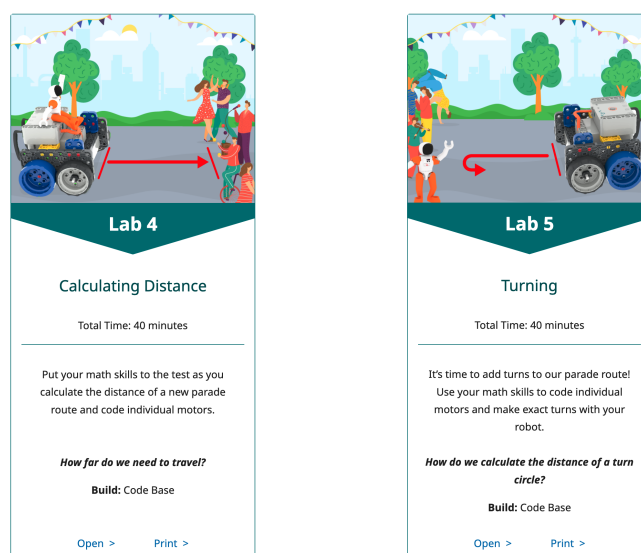 Lab 4
Calculating Distance
Total Time: 40 minutes
Put your math skills to the test as you
calculate the distance of a new parade
route and code individual motors.
How far do we need to travel?
Build: Code Base
Open >
Print >
Lab 5
Turning
Total Time: 40 minutes
It's time to add turns to our parade route!
Use your math skills to code individual
motors and make exact turns with your
robot.
How do we calculate the distance of a turn
circle?
Build: Code Base
Open >
Print >